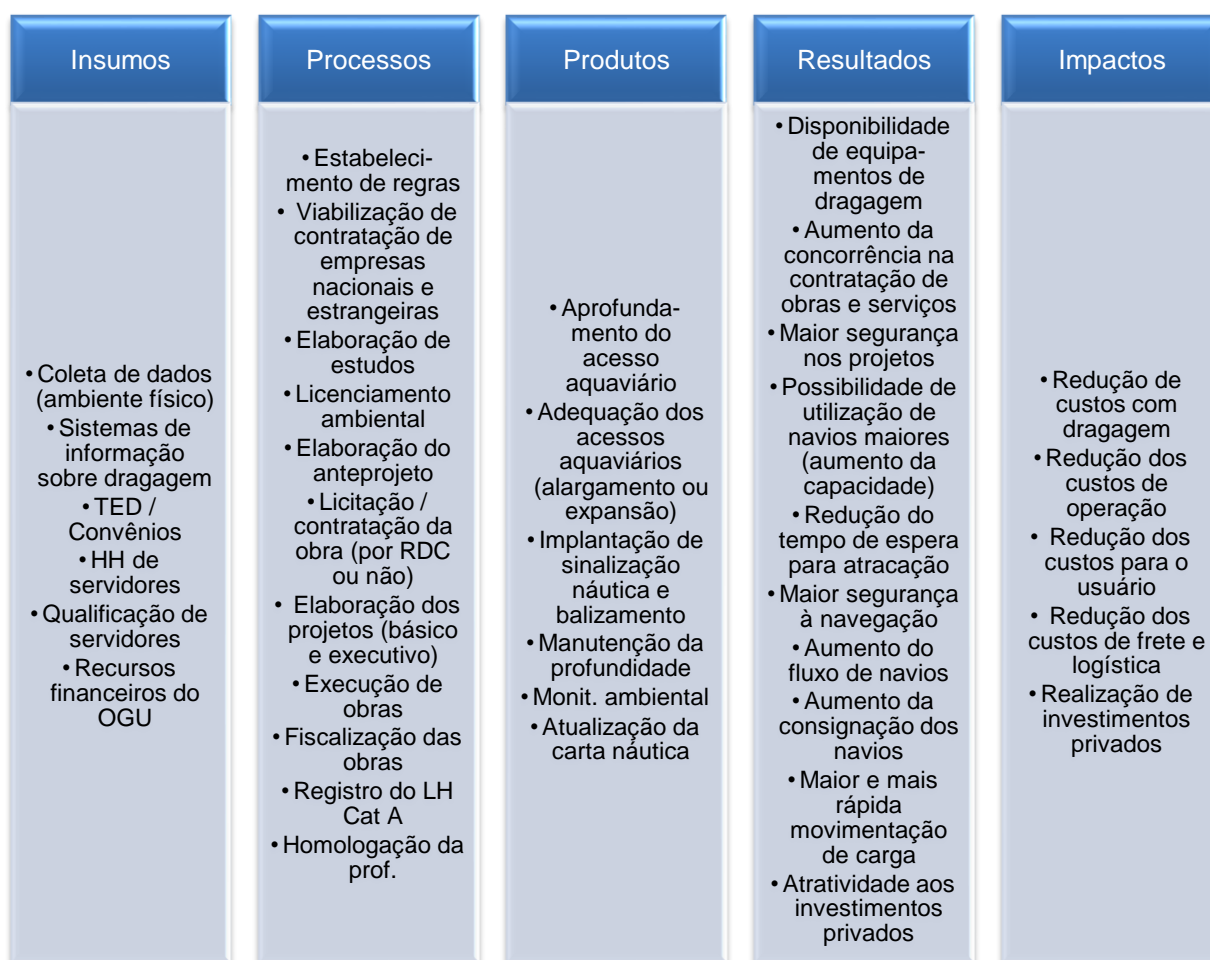 Insumos
• Coleta de dados
(ambiente físico)
• Sistemas de
informação
sobre dragagem
• TED /
Convênios
• HH de
servidores
• Qualificação de
servidores
• Recursos
financeiros do
OGU
Processos
• Estabeleci-
mento de regras
• Viabilização de
contratação de
empresas
nacionais e
estrangeiras
• Elaboração de
estudos
• Licenciamento
ambiental
• Elaboração do
anteprojeto
• Licitação /
contratação da
obra (por RDC
ou não)
• Elaboração dos
projetos (básico
e executivo)
• Execução de
obras
• Fiscalização das
obras
• Registro do LH
Cat A
• Homologação da
prof.
Produtos
• Aprofunda-
mento do
acesso
aquaviário
• Adequação dos
acessos
aquaviários
(alargamento ou
expansão)
• Implantação de
sinalização
náutica e
balizamento
• Manutenção da
profundidade
• Monit. ambiental
• Atualização da
carta náutica
Resultados
• Disponibilidade
de equipa-
mentos de
dragagem
• Aumento da
concorrência na
contratação de
obras e serviços
• Maior segurança
nos projetos
• Possibilidade de
utilização de
navios maiores
(aumento da
capacidade)
• Redução do
tempo de espera
para atracação
• Maior segurança
à navegação
• Aumento do
fluxo de navios
• Aumento da
consignação dos
navios
• Maior e mais
rápida
movimentação
de carga
• Atratividade aos
investimentos
privados
Impactos
• Redução de
custos com
dragagem
• Redução dos
custos de
operação
• Redução dos
custos para o
usuário
• Redução dos
custos de frete e
logística
• Realização de
investimentos
privados